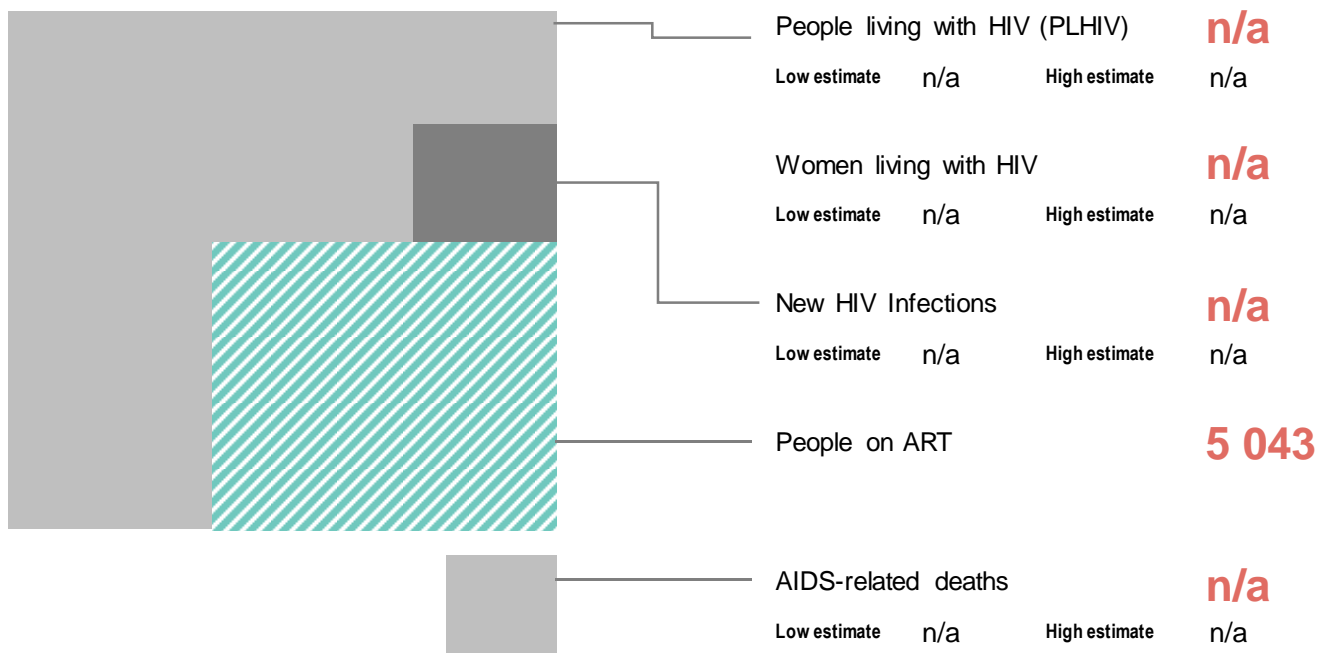 People living with HIV (PLHIV) n/a
Low estimate n/a High estimate n/a
Women living with HIV n/a
Low estimate n/a High estimate n/a
New HIV Infections n/a
Low estimate n/a High estimate n/a
People on ART 5 043
AIDS-related deaths n/a
Low estimate n/a High estimate n/a